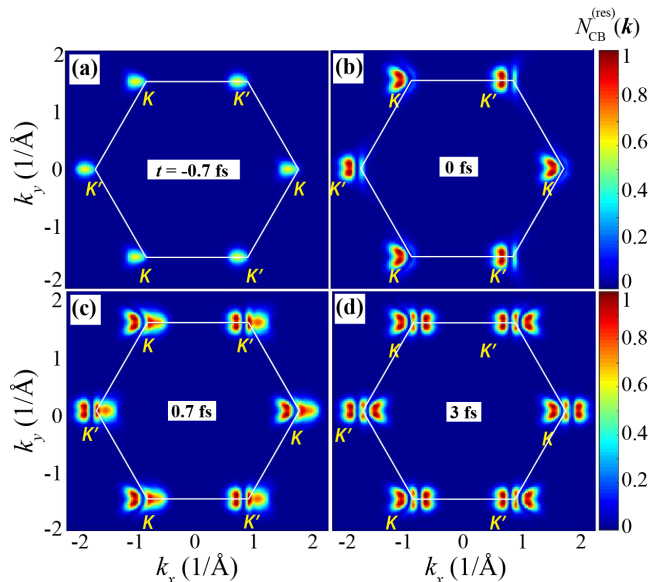 N_CB^(res)(k)
(a)
K
K′
2
1
0
-1
-2
k_y (1/Å)
K′
t = -0.7 fs
K
K
K′
(b)
K
K′
K′
0 fs
K
K
K′
1
0.8
0.6
0.4
0.2
0
(c)
K
K′
2
1
0
-1
-2
k_y (1/Å)
K′
0.7 fs
K
K
K′
(d)
K
K′
K′
3 fs
K
K
K′
1
0.8
0.6
0.4
0.2
0
-2 -1 0 1 2
-2 -1 0 1 2
k_x (1/Å)
k_x (1/Å)